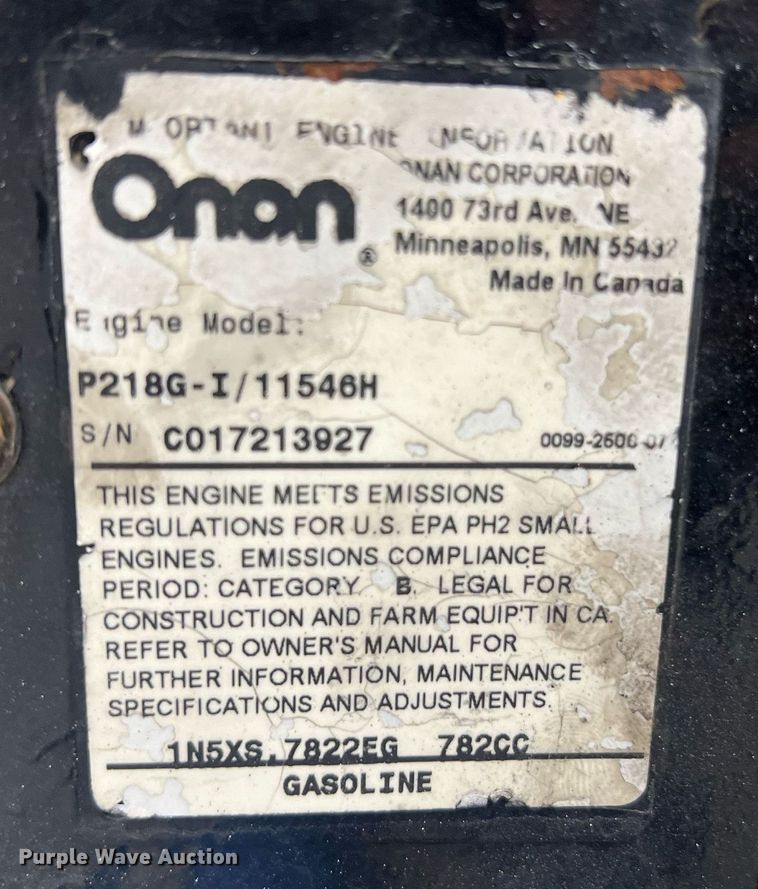 ENGINE
Onan ®
CORPORATION
1400 73rd Ave. NE
Minneapolis, MN 55432
Made In Canada
Engine Model:
P218G-I/11546H
S/N C017213927
THIS ENGINE MEETS EMISSIONS
REGULATIONS FOR U.S. EPA PH2 SMALL
ENGINES. EMISSIONS COMPLIANCE
PERIOD: CATEGORY B. LEGAL FOR
CONSTRUCTION AND FARM EQUIP'T IN CA.
REFER TO OWNER'S MANUAL FOR
FURTHER INFORMATION, MAINTENANCE
SPECIFICATIONS AND ADJUSTMENTS.
1N5XS.7822EG 782CC
GASOLINE
Purple Wave Auction